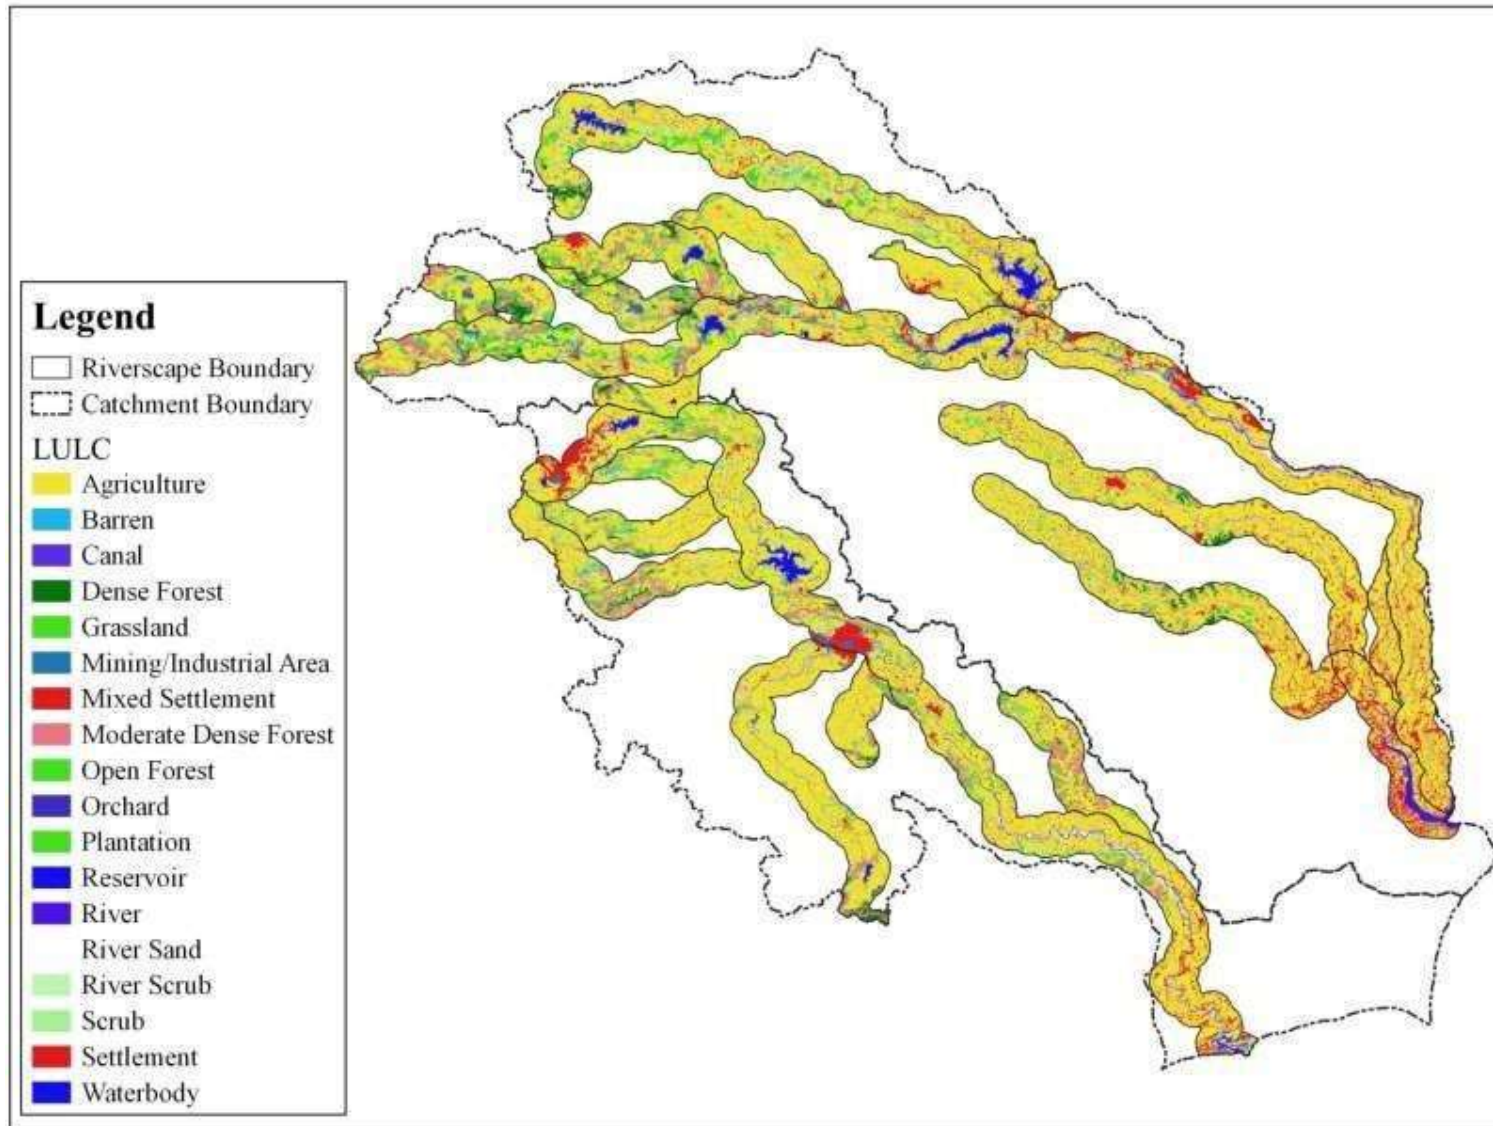 Legend
Riverscape Boundary
Catchment Boundary
LULC
Agriculture
Barren
Canal
Dense Forest
Grassland
Mining/Industrial Area
Mixed Settlement
Moderate Dense Forest
Open Forest
Orchard
Plantation
Reservoir
River
River Sand
River Scrub
Scrub
Settlement
Waterbody